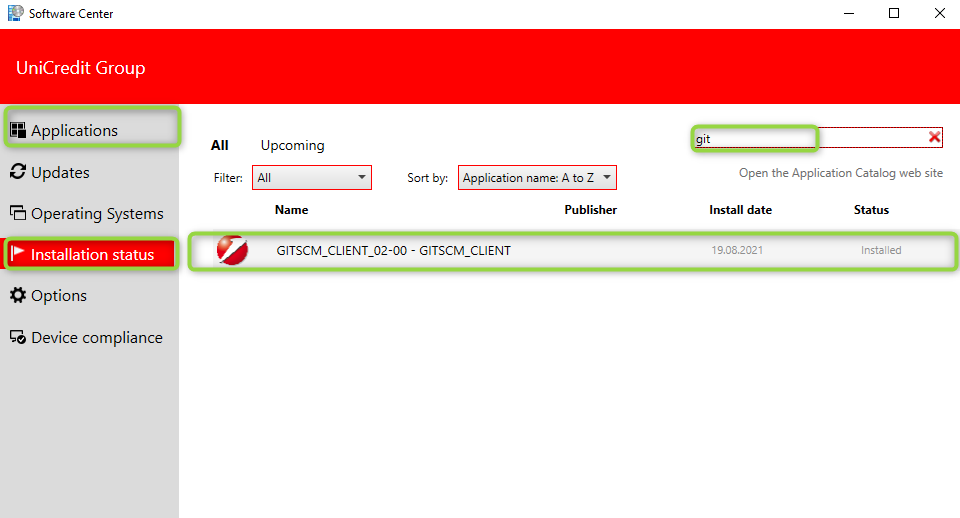 Software Center
UniCredit Group
Applications
Updates
Operating Systems
Installation status
Options
Device compliance
All Upcoming
git
Filter: All Sort by: Application name: A to Z
Open the Application Catalog web site
Name Publisher Install date Status
GITSCM_CLIENT_02-00 - GITSCM_CLIENT 19.08.2021 Installed